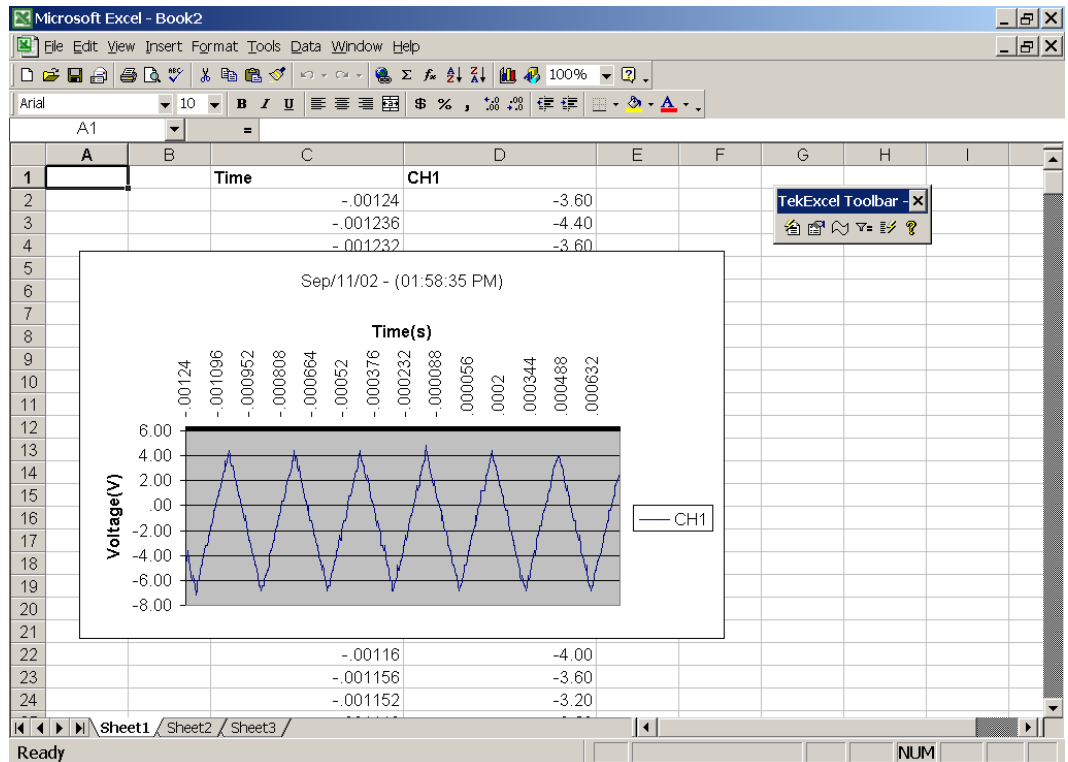 Microsoft Excel - Book2
File Edit View Insert Format Tools Data Window Help
100%
Arial 10 B I U $ % ,
A1 =
A B C D E F G H I
1 Time CH1
2 -.00124 -3.60
3 -.001236 -4.40
4 -.001232 -3.60
TekExcel Toolbar -
5
6
7
8
9
10
11
12
13
14
15
16
17
18
19
20
21
Sep/11/02 - (01:58:35 PM)
Time(s)
-.00124 -.001096 -.000952 -.000808 -.000664 -.00052 -.000376 -.000232 -.000088 .000056 .0002 .000344 .000488 .000632
6.00
4.00
2.00
.00
-2.00
-4.00
-6.00
-8.00
Voltage(V)
CH1
22 -.00116 -4.00
23 -.001156 -3.60
24 -.001152 -3.20
Sheet1 Sheet2 Sheet3
Ready NUM